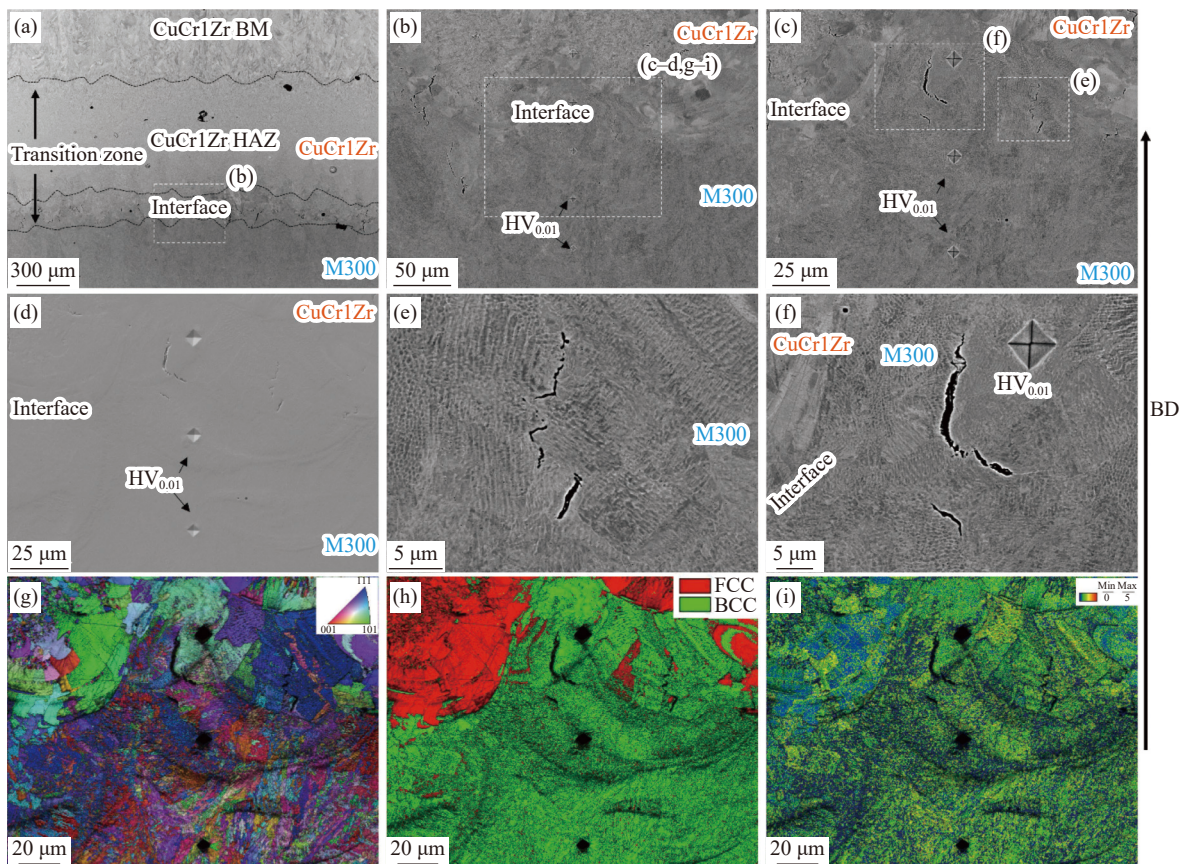 (a)
CuCr1Zr BM
Transition zone
CuCr1Zr HAZ
CuCr1Zr
(b)
Interface
300 μm
M300
(b)
CuCr1Zr
(c–d,g–i)
Interface
M300
HV0.01
50 μm
(c)
CuCr1Zr
(f)
(e)
Interface
HV0.01
25 μm
M300
(d)
CuCr1Zr
Interface
HV0.01
25 μm
M300
(e)
M300
5 μm
(f)
CuCr1Zr
M300
HV0.01
Interface
5 μm
BD
(g)
111
001 101
20 μm
(h)
FCC
BCC
20 μm
(i)
Min Max
0 5
20 μm